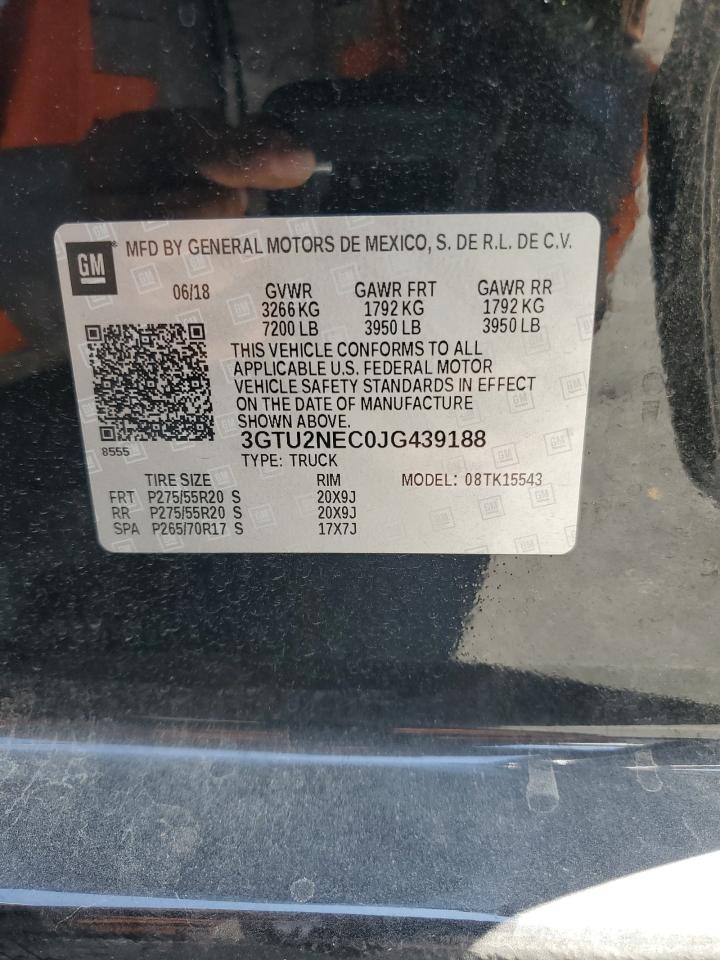 GM® MFD BY GENERAL MOTORS DE MEXICO, S. DE R.L. DE C.V.
06/18 GVWR GAWR FRT GAWR RR
3266 KG 1792 KG 1792 KG
7200 LB 3950 LB 3950 LB
THIS VEHICLE CONFORMS TO ALL
APPLICABLE U.S. FEDERAL MOTOR
VEHICLE SAFETY STANDARDS IN EFFECT
ON THE DATE OF MANUFACTURE
SHOWN ABOVE.
8555
3GTU2NEC0JG439188
TYPE: TRUCK
TIRE SIZE RIM MODEL: 08TK15543
FRT P275/55R20 S 20X9J
RR P275/55R20 S 20X9J
SPA P265/70R17 S 17X7J